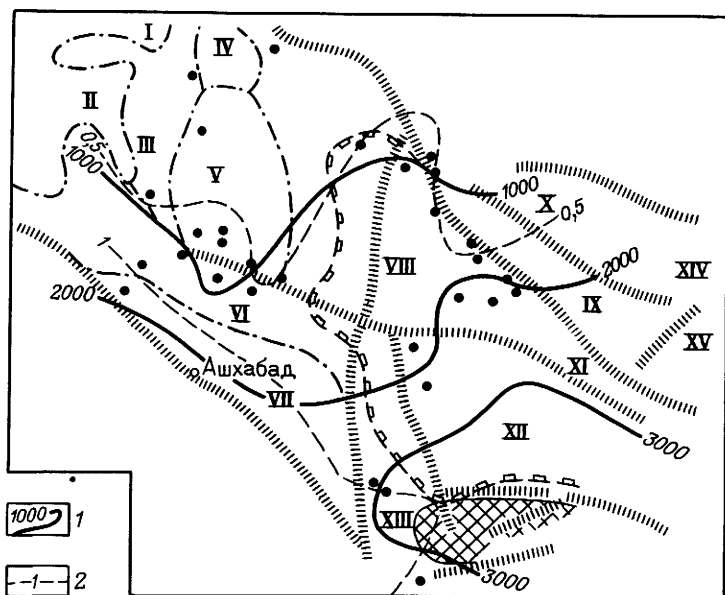 I
IV
II
0,5
1000
III
V
1000
X
0,5
1
VIII
2000
XIV
2000
VI
IX
XV
Ашхабад
VII
XI
XII
3000
XIII
3000
1000 1
1 2